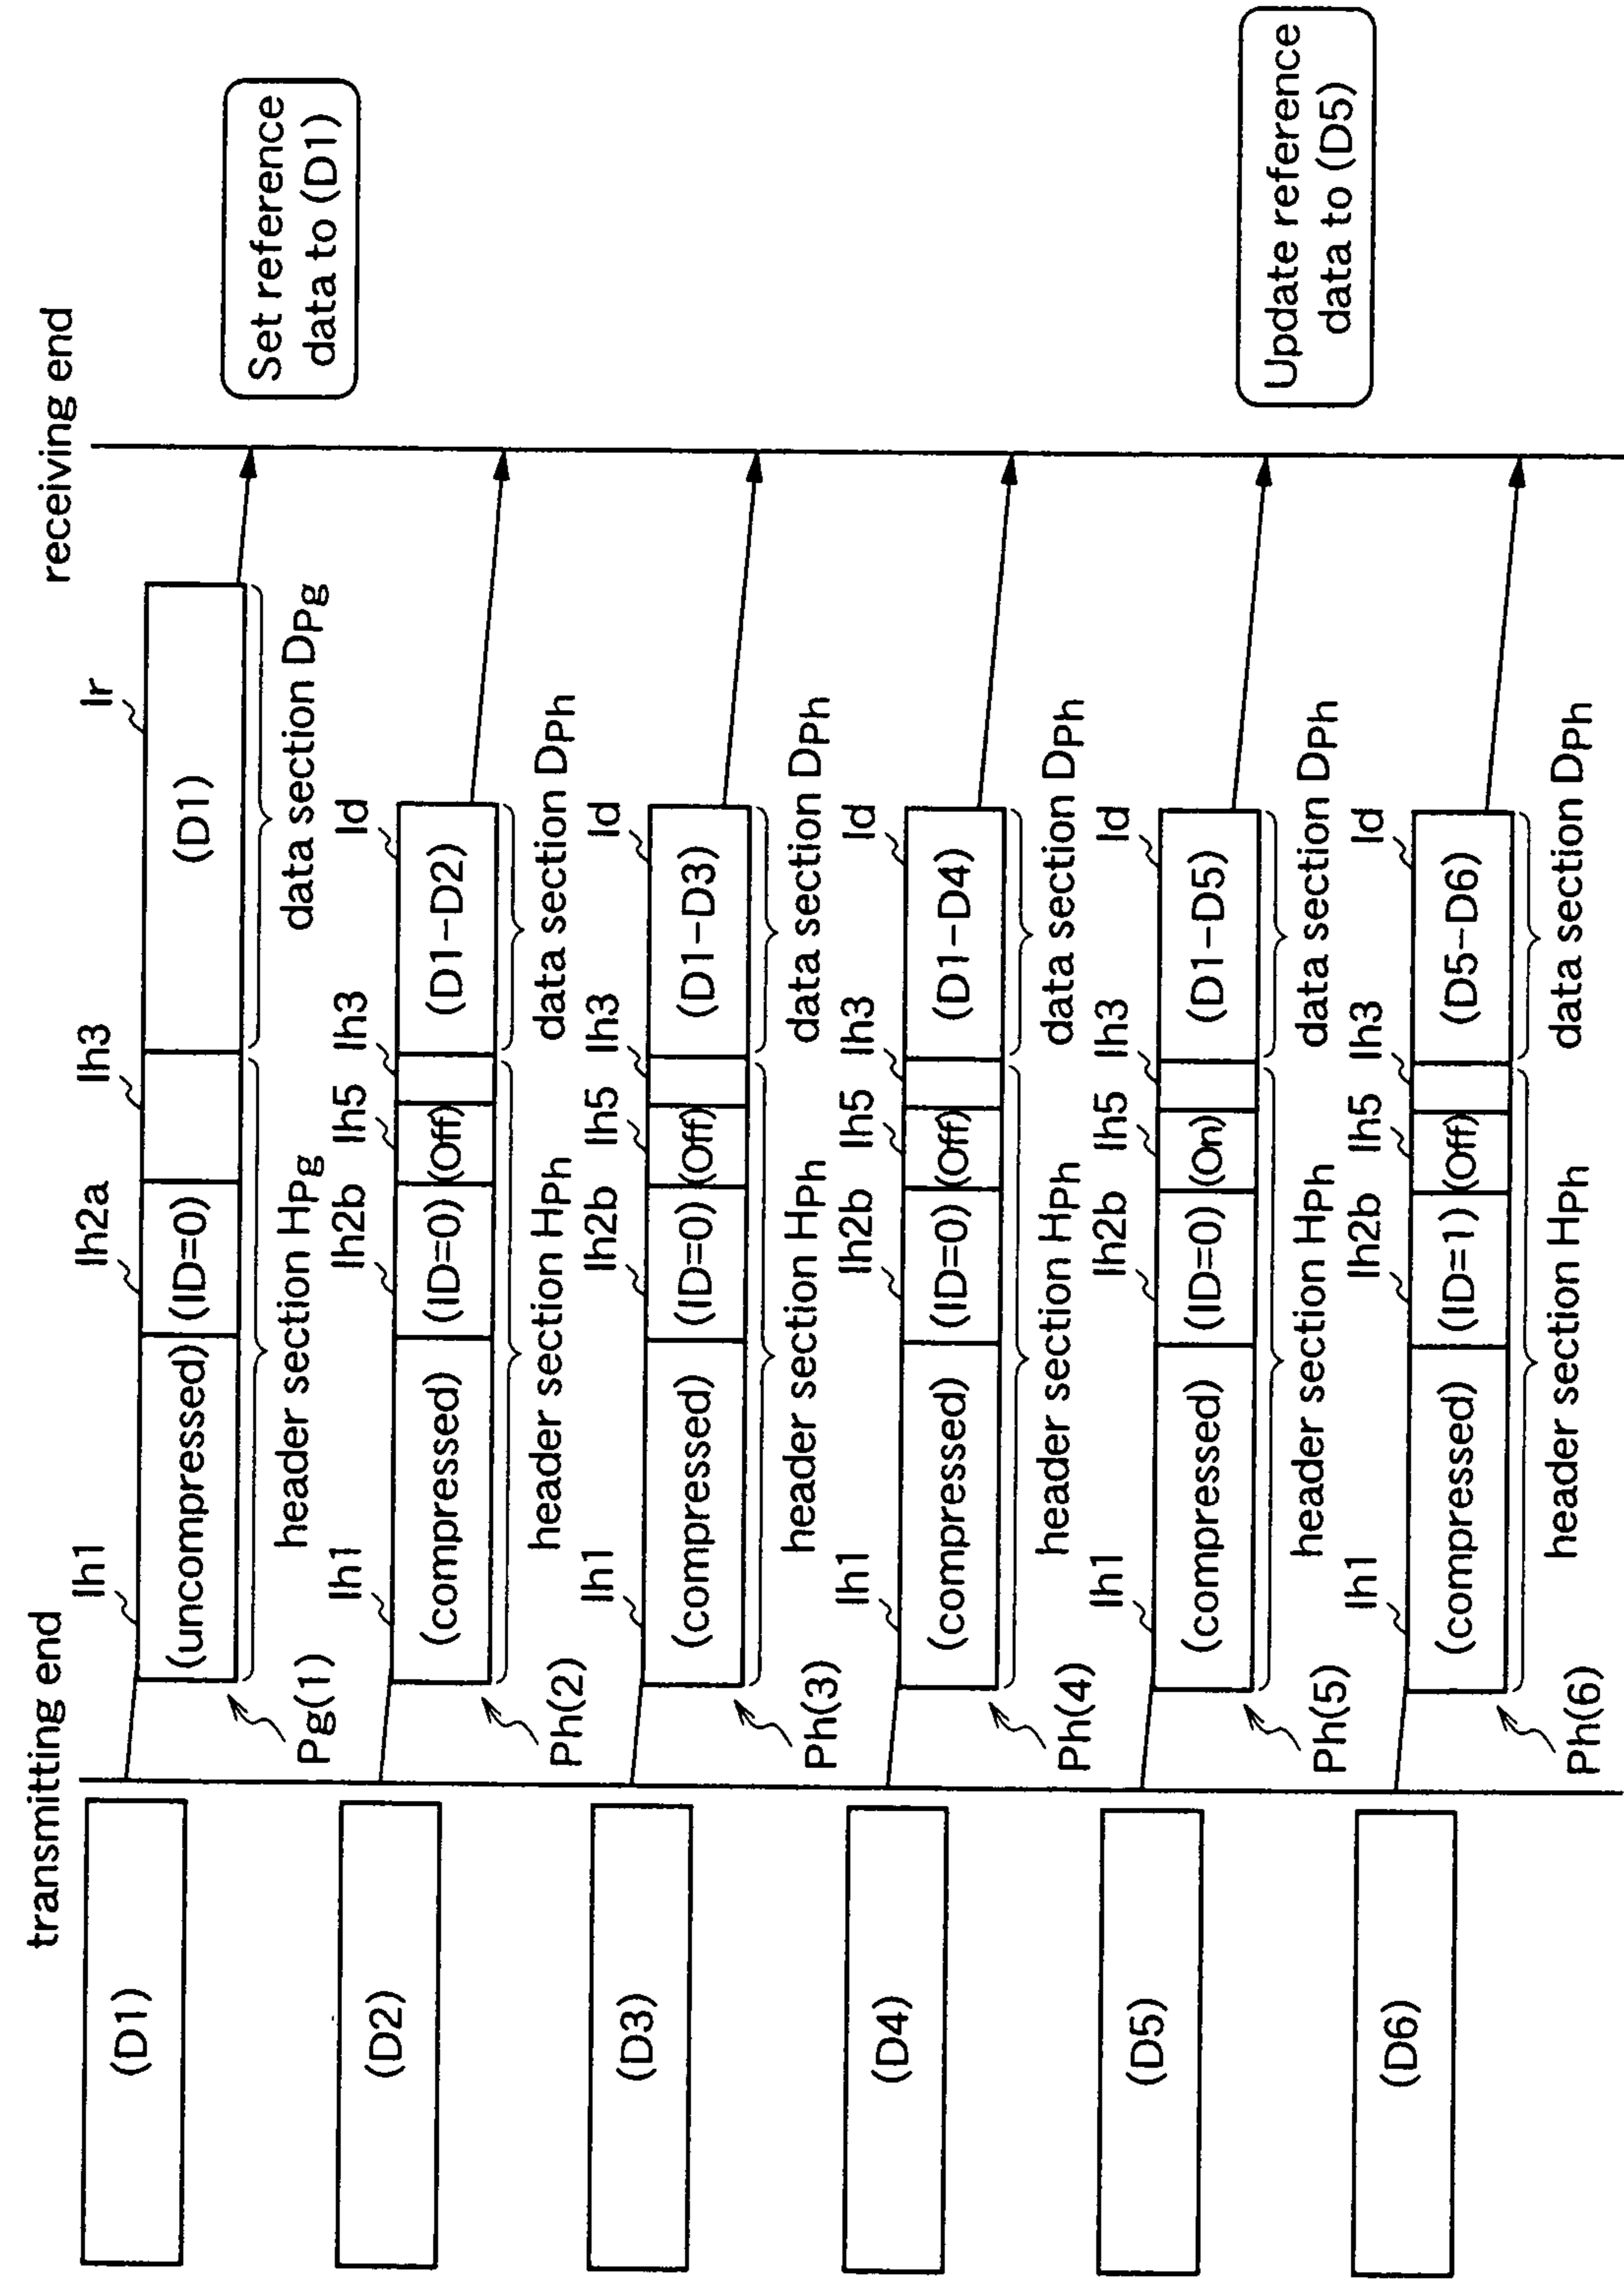 transmitting end
receiving end
(D1)
Ih1
Ih2a
Ih3
Ir
(uncompressed)
(ID=0)
(D1)
header section HPg
data section DPg
Pg(1)
Set reference
data to (D1)
(D2)
Ih1
Ih2b
Ih5
Ih3
Id
(compressed)
(ID=0)
(Off)
(D1-D2)
header section HPh
data section DPh
Ph(2)
(D3)
Ih1
Ih2b
Ih5
Ih3
Id
(compressed)
(ID=0)
(Off)
(D1-D3)
header section HPh
data section DPh
Ph(3)
(D4)
Ih1
Ih2b
Ih5
Ih3
Id
(compressed)
(ID=0)
(Off)
(D1-D4)
header section HPh
data section DPh
Ph(4)
(D5)
Ih1
Ih2b
Ih5
Ih3
Id
(compressed)
(ID=0)
(On)
(D1-D5)
header section HPh
data section DPh
Ph(5)
Update reference
data to (D5)
(D6)
Ih1
Ih2b
Ih5
Ih3
Id
(compressed)
(ID=1)
(Off)
(D5-D6)
header section HPh
data section DPh
Ph(6)